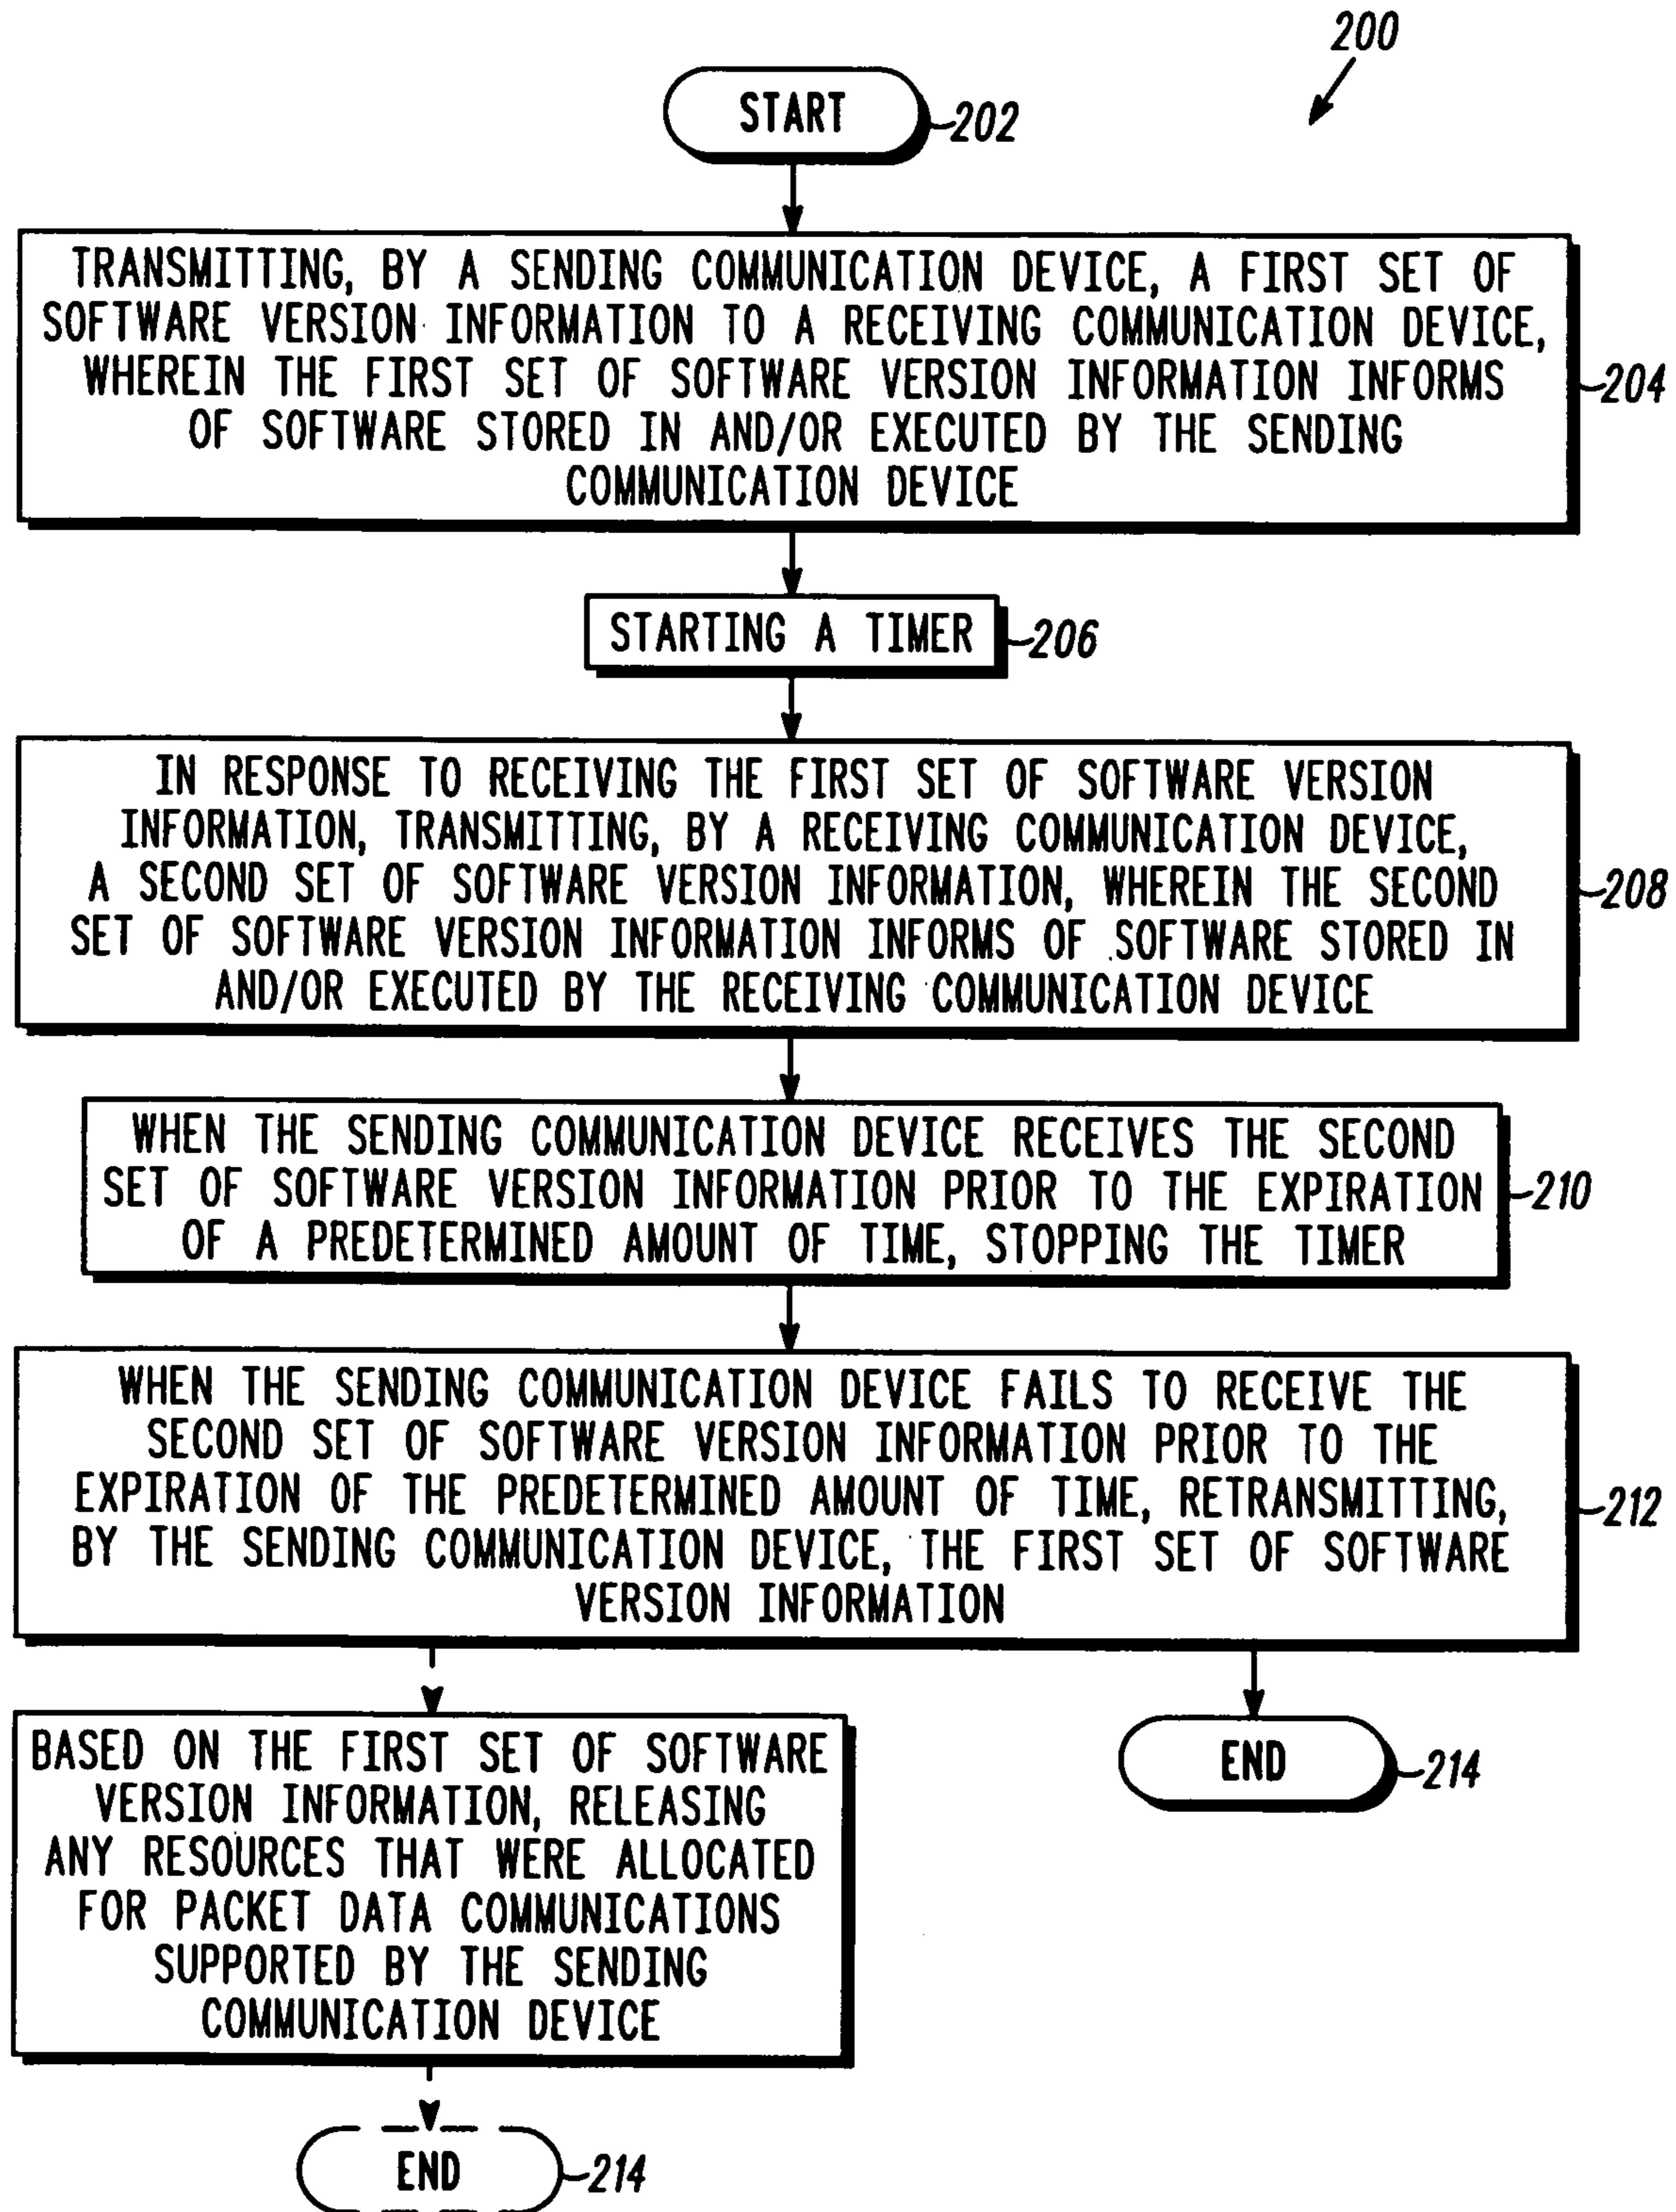 200
START
202
TRANSMITTING, BY A SENDING COMMUNICATION DEVICE, A FIRST SET OF
SOFTWARE VERSION INFORMATION TO A RECEIVING COMMUNICATION DEVICE,
WHEREIN THE FIRST SET OF SOFTWARE VERSION INFORMATION INFORMS
OF SOFTWARE STORED IN AND/OR EXECUTED BY THE SENDING
COMMUNICATION DEVICE
204
STARTING A TIMER
206
IN RESPONSE TO RECEIVING THE FIRST SET OF SOFTWARE VERSION
INFORMATION, TRANSMITTING, BY A RECEIVING COMMUNICATION DEVICE,
A SECOND SET OF SOFTWARE VERSION INFORMATION, WHEREIN THE SECOND
SET OF SOFTWARE VERSION INFORMATION INFORMS OF SOFTWARE STORED IN
AND/OR EXECUTED BY THE RECEIVING COMMUNICATION DEVICE
208
WHEN THE SENDING COMMUNICATION DEVICE RECEIVES THE SECOND
SET OF SOFTWARE VERSION INFORMATION PRIOR TO THE EXPIRATION
OF A PREDETERMINED AMOUNT OF TIME, STOPPING THE TIMER
210
WHEN THE SENDING COMMUNICATION DEVICE FAILS TO RECEIVE THE
SECOND SET OF SOFTWARE VERSION INFORMATION PRIOR TO THE
EXPIRATION OF THE PREDETERMINED AMOUNT OF TIME, RETRANSMITTING,
BY THE SENDING COMMUNICATION DEVICE, THE FIRST SET OF SOFTWARE
VERSION INFORMATION
212
BASED ON THE FIRST SET OF SOFTWARE
VERSION INFORMATION, RELEASING
ANY RESOURCES THAT WERE ALLOCATED
FOR PACKET DATA COMMUNICATIONS
SUPPORTED BY THE SENDING
COMMUNICATION DEVICE
END
214
END
214